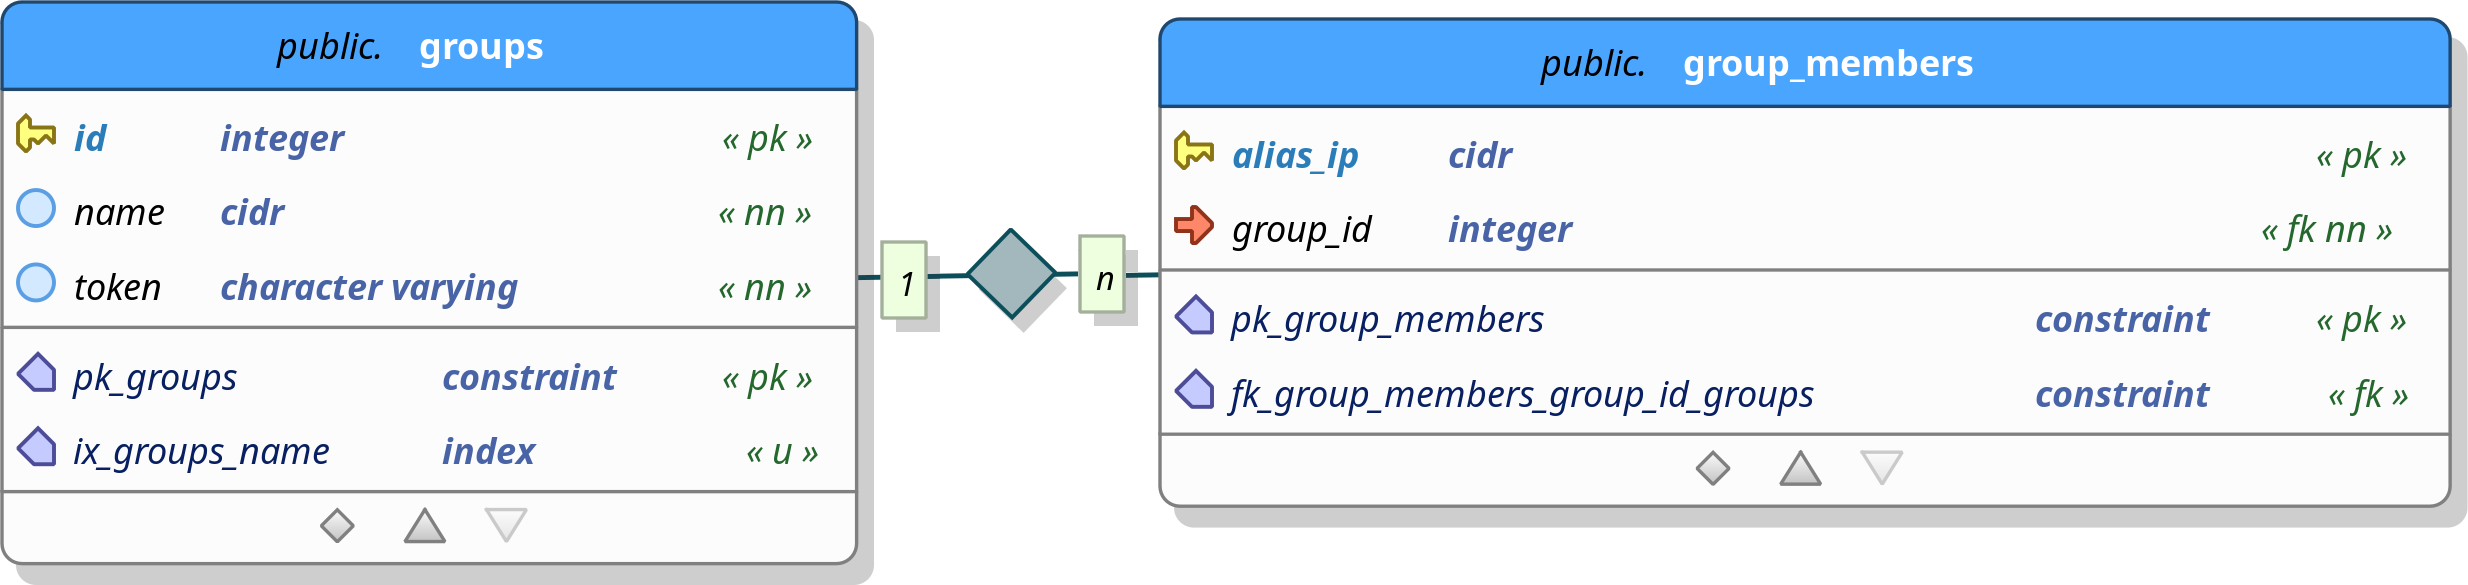 public. groups
id integer « pk »
name cidr « nn »
token character varying « nn »
pk_groups constraint « pk »
ix_groups_name index « u »
1
n
public. group_members
alias_ip cidr « pk »
group_id integer « fk nn »
pk_group_members constraint « pk »
fk_group_members_group_id_groups constraint « fk »